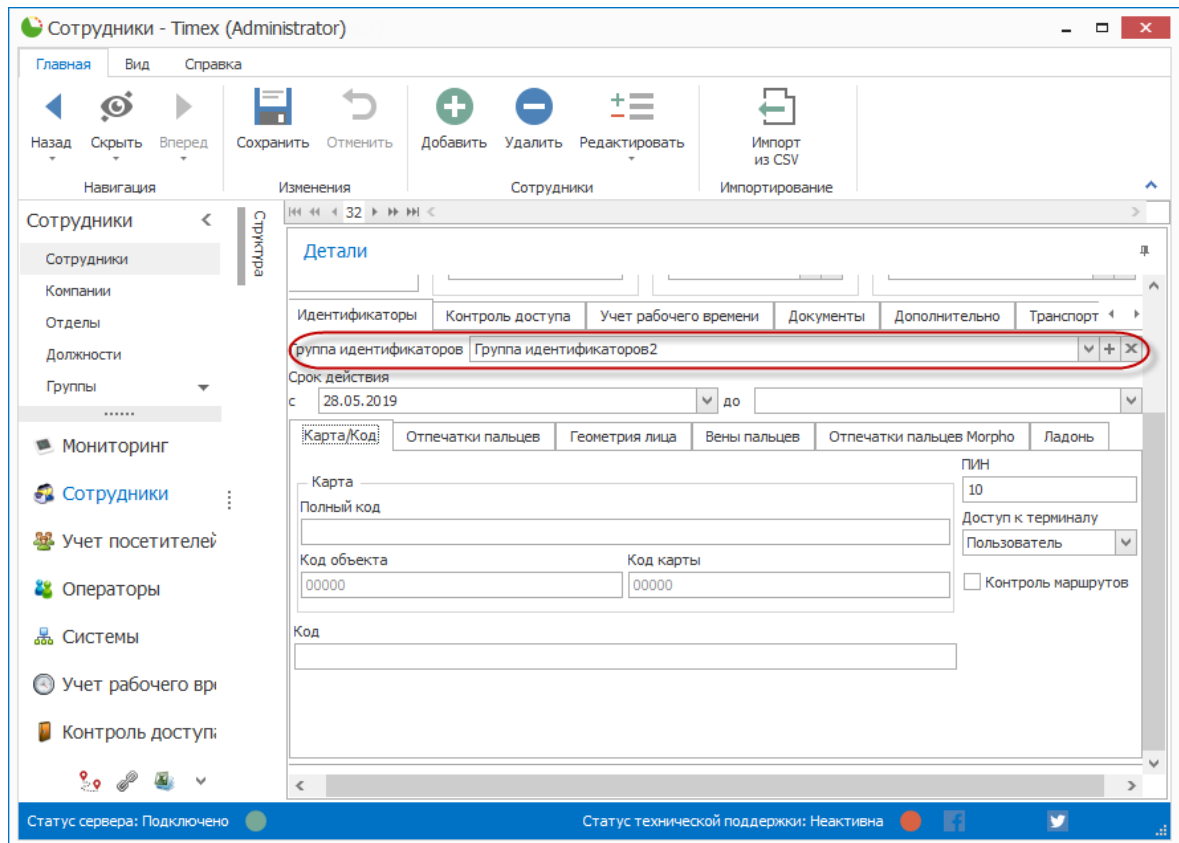 Сотрудники - Timex (Administrator)
Главная Вид Справка
Назад Скрыть Вперед Сохранить Отменить Добавить Удалить Редактировать Импорт из CSV
Навигация Изменения Сотрудники Импортирование
Сотрудники
Сотрудники
Компании
Отделы
Должности
Группы
Мониторинг
Сотрудники
Учет посетителей
Операторы
Системы
Учет рабочего вре
Контроль доступа
Структура
32
Детали
Идентификаторы Контроль доступа Учет рабочего времени Документы Дополнительно Транспорт
руппа идентификаторов Группа идентификаторов2
Срок действия
с 28.05.2019 до
Карта/Код Отпечатки пальцев Геометрия лица Вены пальцев Отпечатки пальцев Morpho Ладонь
Карта
Полный код
Код объекта Код карты
00000 00000
Код
ПИН
10
Доступ к терминалу
Пользователь
Контроль маршрутов
Статус сервера: Подключено Статус технической поддержки: Неактивна